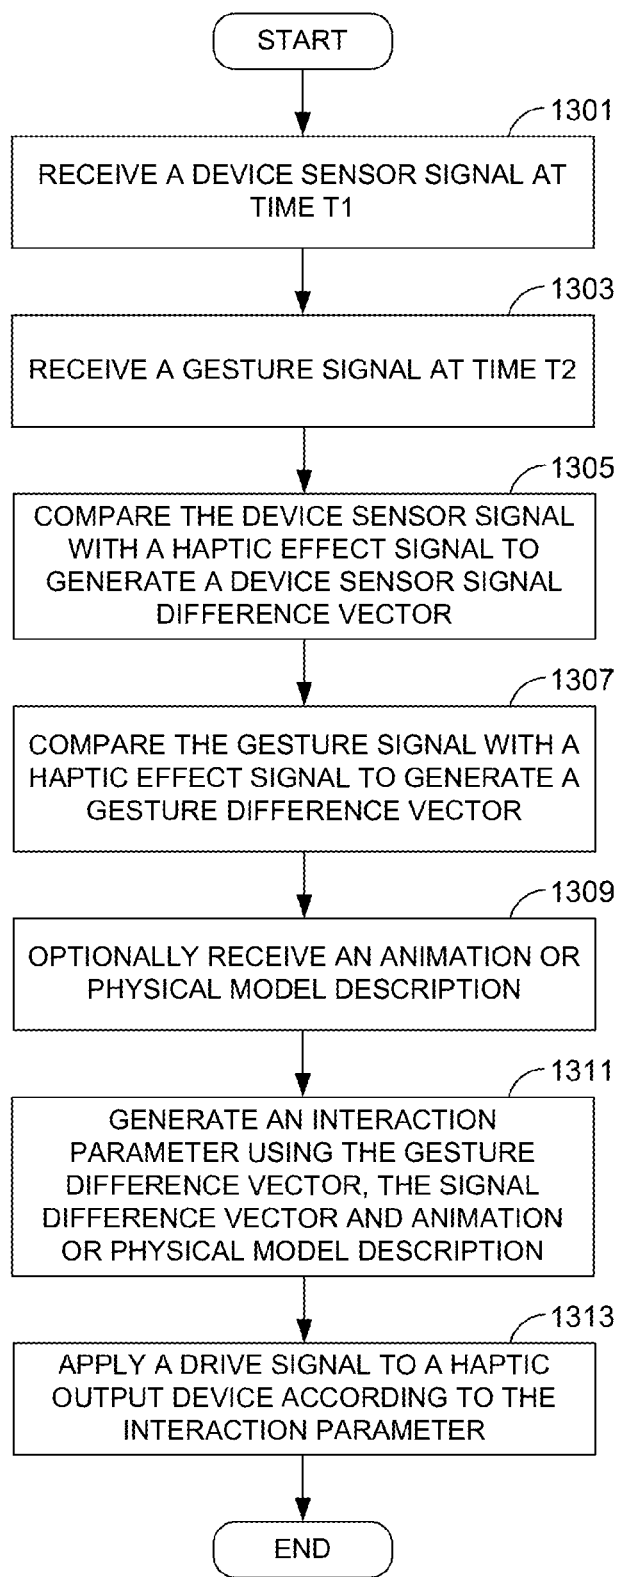 START
1301
RECEIVE A DEVICE SENSOR SIGNAL AT
TIME T1
1303
RECEIVE A GESTURE SIGNAL AT TIME T2
1305
COMPARE THE DEVICE SENSOR SIGNAL
WITH A HAPTIC EFFECT SIGNAL TO
GENERATE A DEVICE SENSOR SIGNAL
DIFFERENCE VECTOR
1307
COMPARE THE GESTURE SIGNAL WITH A
HAPTIC EFFECT SIGNAL TO GENERATE A
GESTURE DIFFERENCE VECTOR
1309
OPTIONALLY RECEIVE AN ANIMATION OR
PHYSICAL MODEL DESCRIPTION
1311
GENERATE AN INTERACTION
PARAMETER USING THE GESTURE
DIFFERENCE VECTOR, THE SIGNAL
DIFFERENCE VECTOR AND ANIMATION
OR PHYSICAL MODEL DESCRIPTION
1313
APPLY A DRIVE SIGNAL TO A HAPTIC
OUTPUT DEVICE ACCORDING TO THE
INTERACTION PARAMETER
END